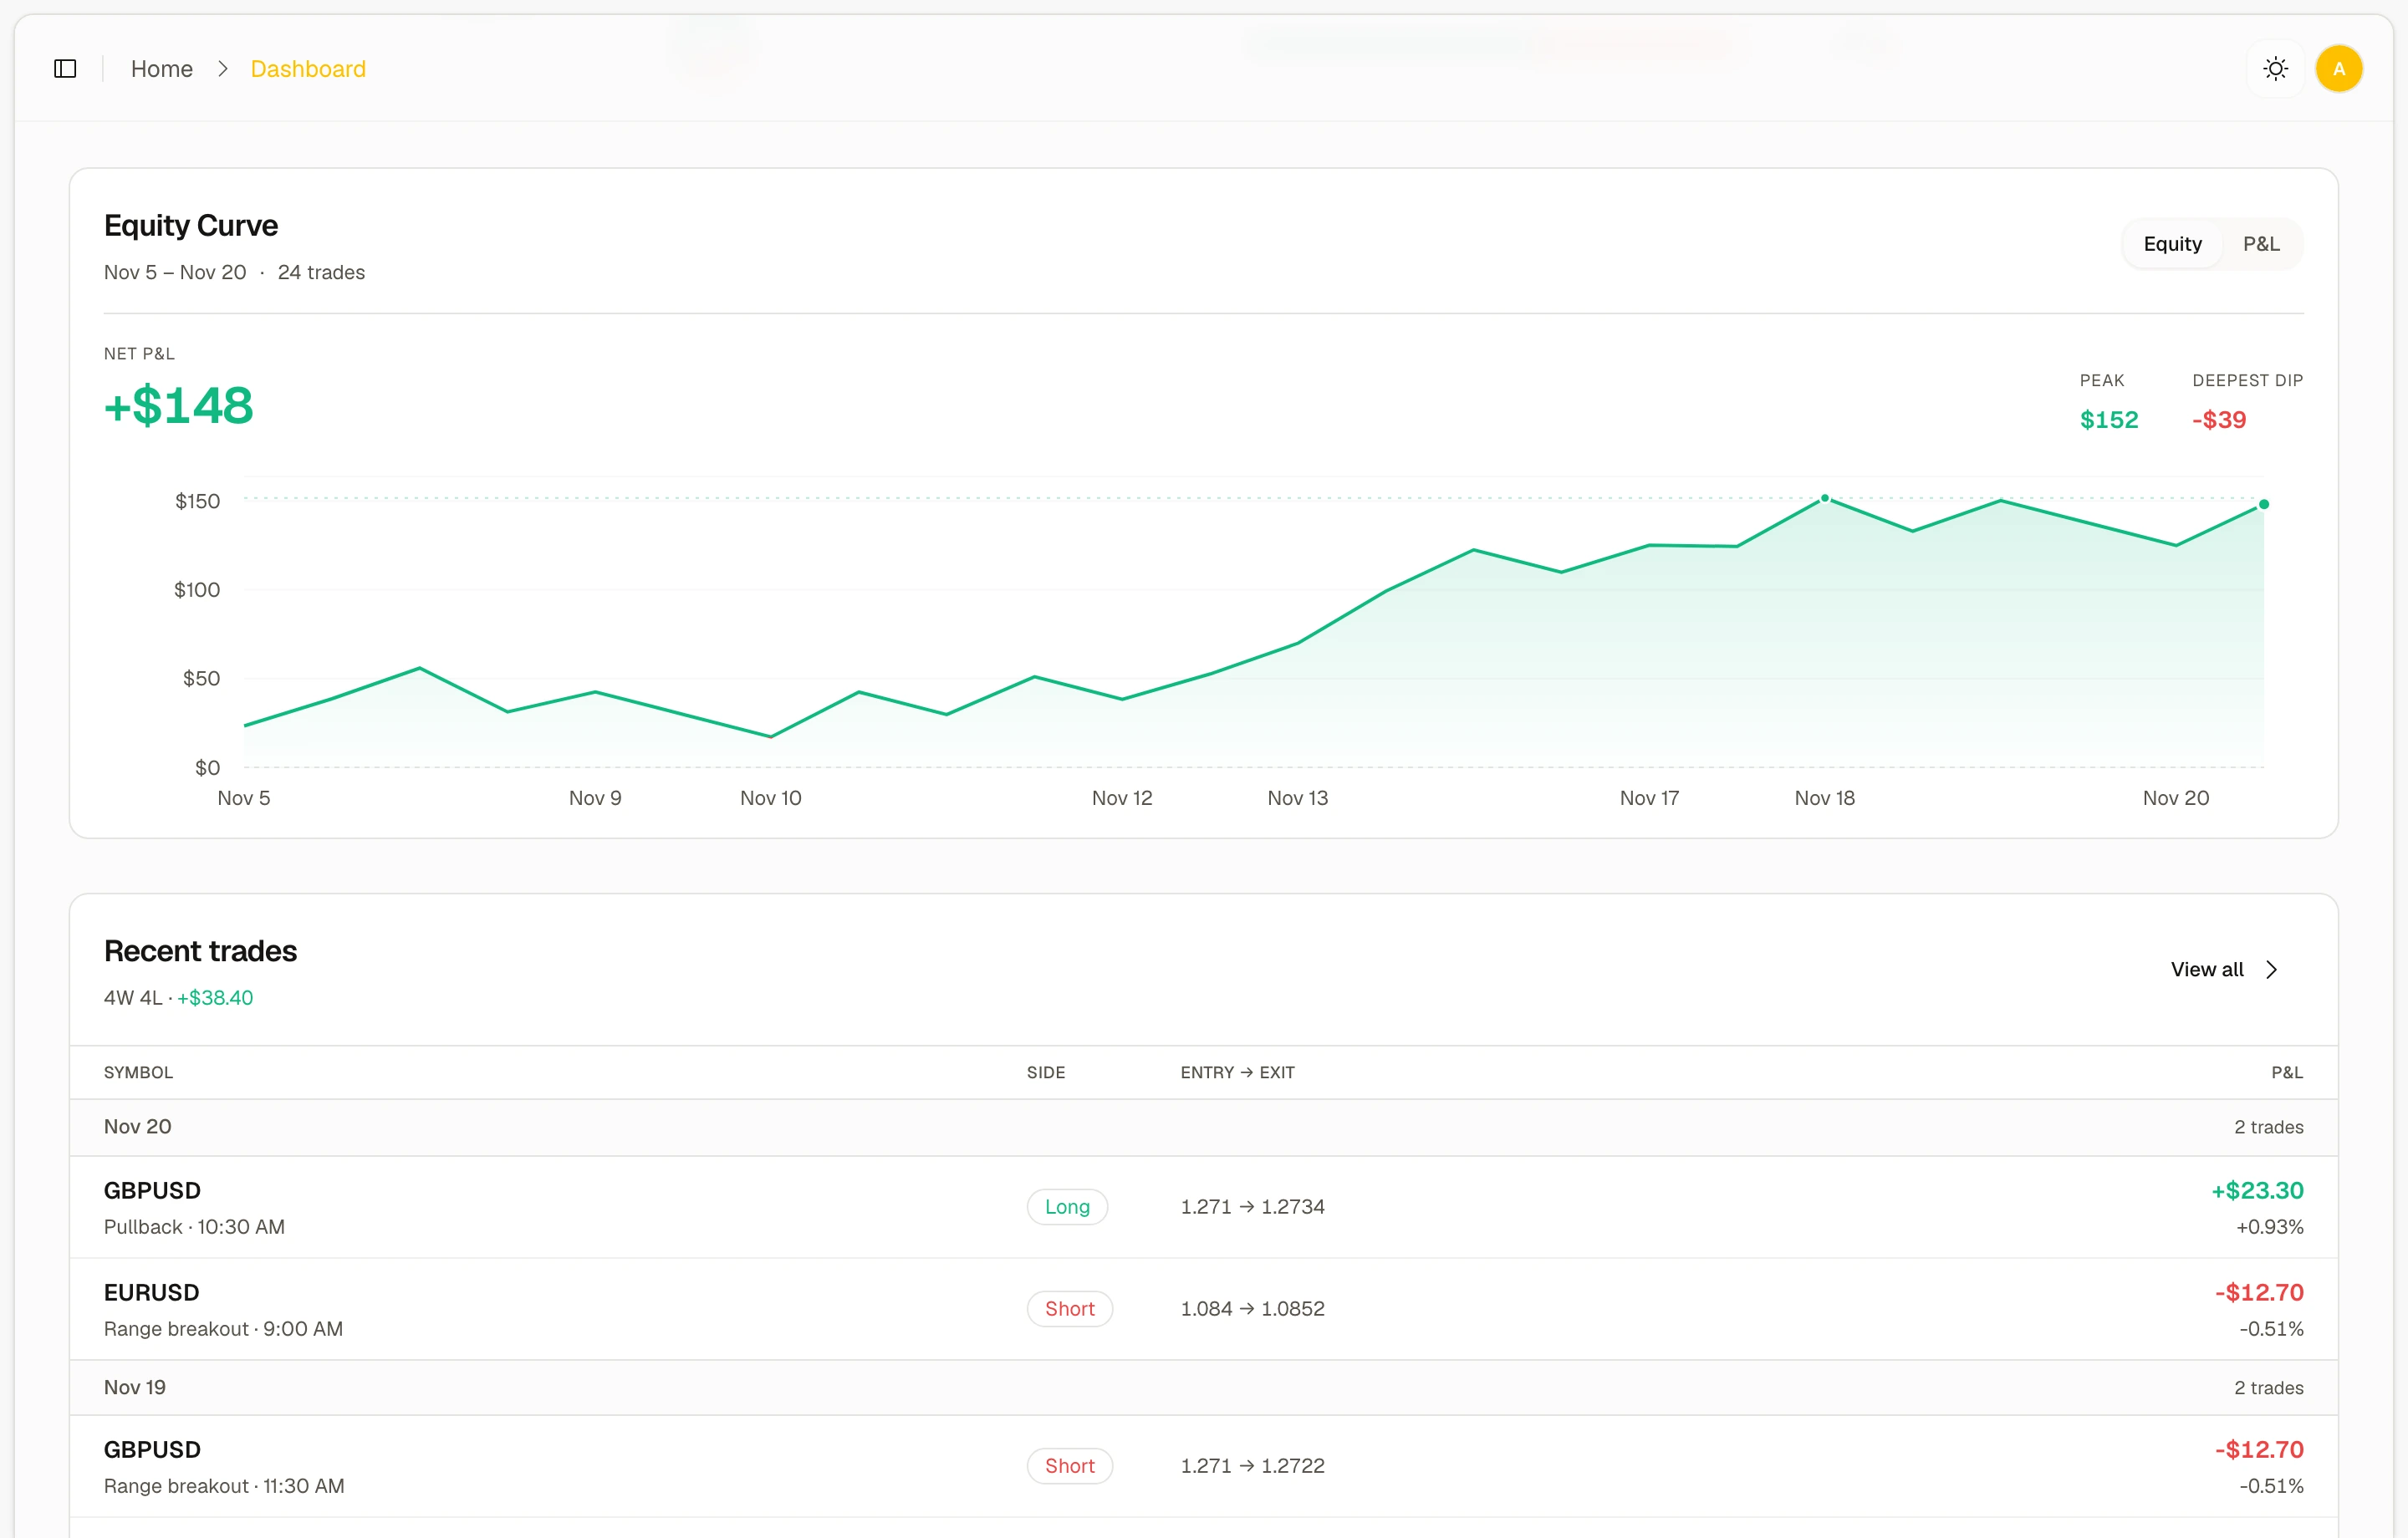 Home > Dashboard
A
Equity Curve
Nov 5 – Nov 20 · 24 trades
Equity P&L
NET P&L
+$148
PEAK DEEPEST DIP
$152 -$39
$150
$100
$50
$0
Nov 5 Nov 9 Nov 10 Nov 12 Nov 13 Nov 17 Nov 18 Nov 20
Recent trades
4W 4L · +$38.40
View all >
SYMBOL SIDE ENTRY → EXIT P&L
Nov 20 2 trades
GBPUSD
Pullback · 10:30 AM
Long
1.271 → 1.2734
+$23.30
+0.93%
EURUSD
Range breakout · 9:00 AM
Short
1.084 → 1.0852
-$12.70
-0.51%
Nov 19 2 trades
GBPUSD
Range breakout · 11:30 AM
Short
1.271 → 1.2722
-$12.70
-0.51%